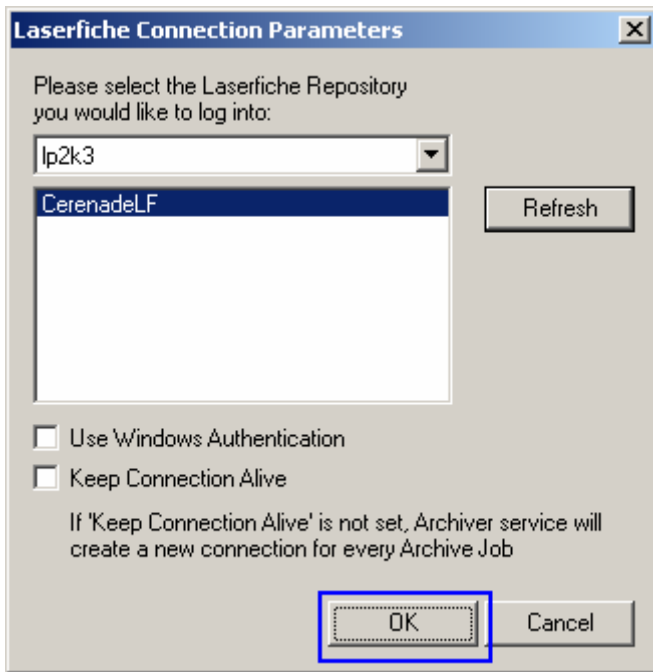 Laserfiche Connection Parameters
Please select the Laserfiche Repository
you would like to log into:
lp2k3
CerenadeLF
Refresh
Use Windows Authentication
Keep Connection Alive
If 'Keep Connection Alive' is not set, Archiver service will
create a new connection for every Archive Job
OK
Cancel